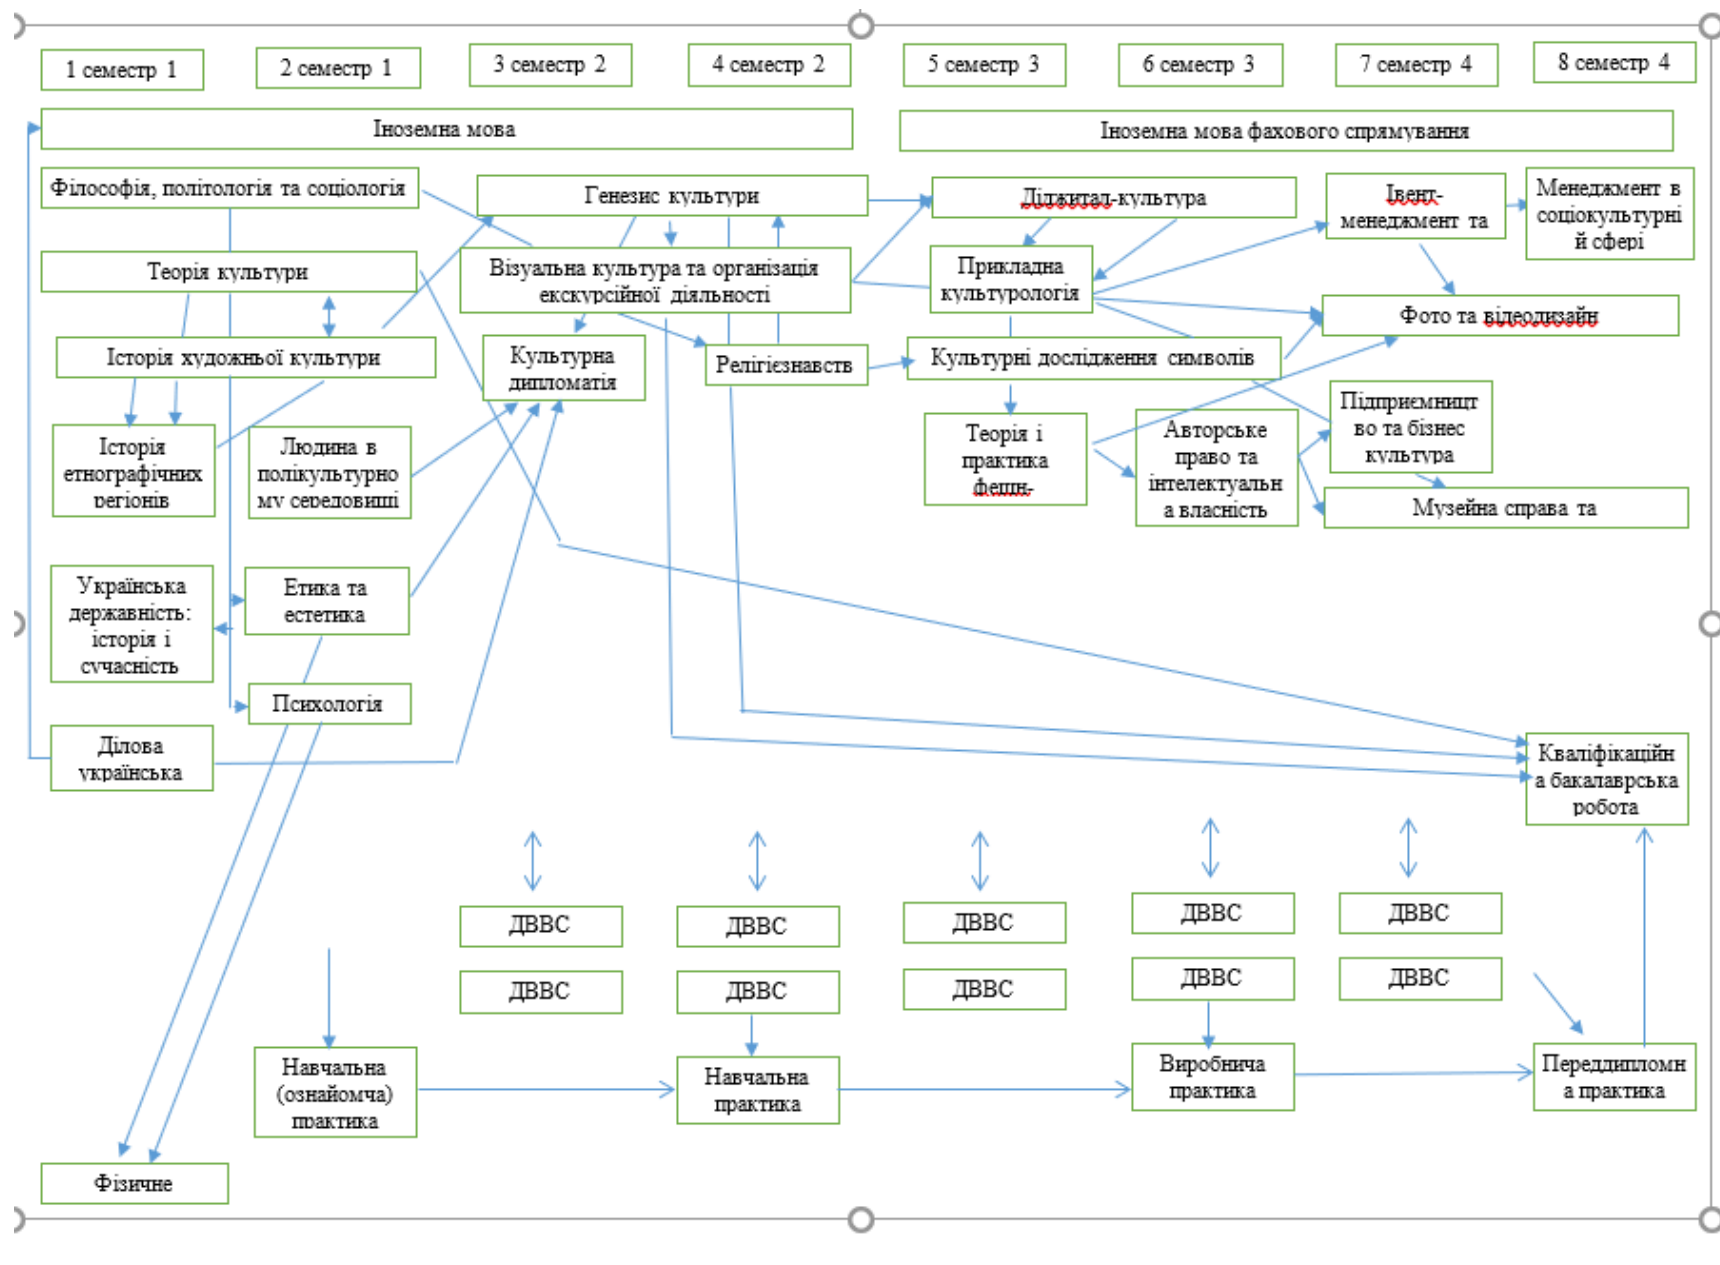 1 семестр 1
2 семестр 1
3 семестр 2
4 семестр 2
5 семестр 3
6 семестр 3
7 семестр 4
8 семестр 4
Іноземна мова
Іноземна мова фахового спрямування
Філософія, політологія та соціологія
Генезис культури
Діджитал-культура
Івент-
менеджмент та
Менеджмент в
соціокультурні
й сфері
Теорія культури
Візуальна культура та організація
екскурсійної діяльності
Прикладна
культурологія
Фото та відеодизайн
Історія художньої культури
Культурна
дипломатія
Релігієзнавств
Культурні дослідження символів
Історія
етнографічних
регіонів
Людина в
полікультурно
му середовищі
Теорія і
практика
фешн-
Авторське
право та
інтелектуальн
а власність
Підприємницт
во та бізнес
культура
Музейна справа та
Українська
державність:
історія і
сучасність
Етика та
естетика
Психологія
Ділова
українська
Кваліфікаційн
а бакалаврська
робота
ДВВС
ДВВС
ДВВС
ДВВС
ДВВС
ДВВС
ДВВС
ДВВС
ДВВС
ДВВС
Навчальна
(ознайомча)
практика
Навчальна
практика
Виробнича
практика
Переддипломн
а практика
Фізичне